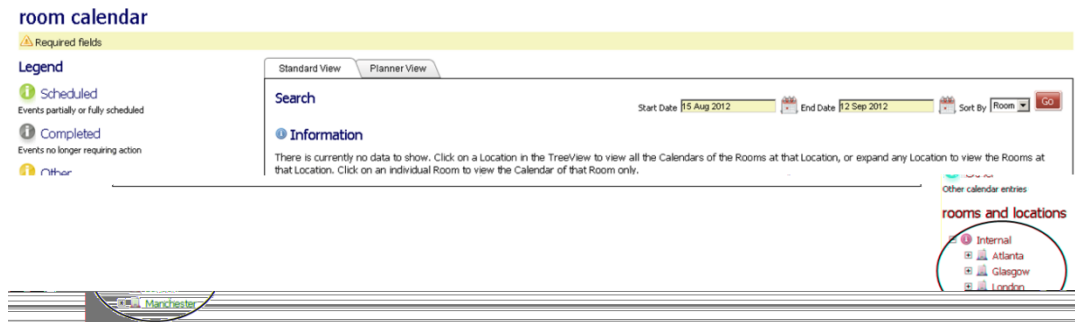 room calendar
Required fields
Legend
Scheduled
Events partially or fully scheduled
Completed
Events no longer requiring action
Other
Standard View Planner View
Search
Start Date 15 Aug 2012 End Date 12 Sep 2012 Sort By Room Go
Information
There is currently no data to show. Click on a Location in the TreeView to view all the Calendars of the Rooms at that Location, or expand any Location to view the Rooms at
that Location. Click on an individual Room to view the Calendar of that Room only.
Other calendar entries
rooms and locations
Internal
Atlanta
Glasgow
London
Manchester